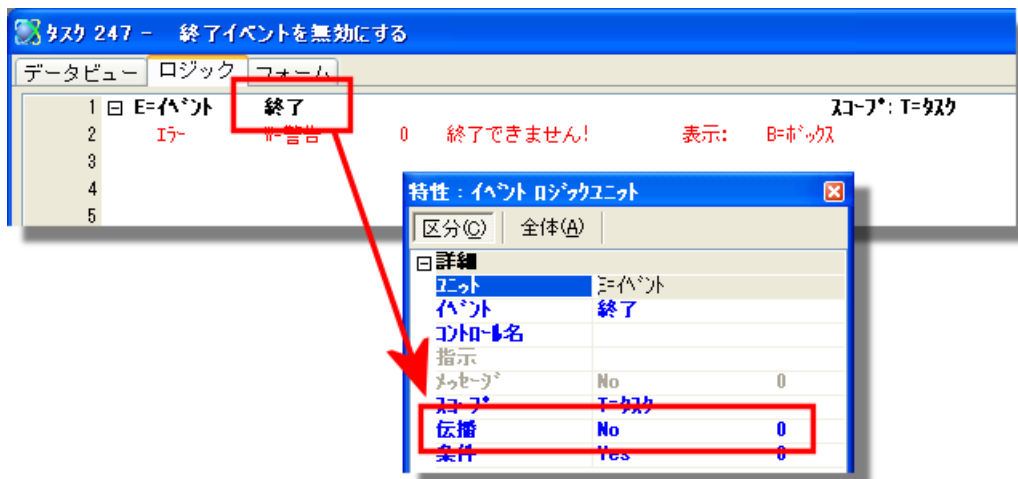 タスク 247 - 終了イベントを無効にする
データビュー ロジック フォーム
1 E=イベント 終了 スコープ: T=タスク
2 エラー W=警告 0 終了できません! 表示: B=ボックス
3
4
5
特性 : イベント ロジックユニット
区分(C) 全体(A)
詳細
ユニット E=イベント
イベント 終了
コントロール名
指示
メッセージ No 0
スコープ T=タスク
伝播 No 0
条件 Yes 0